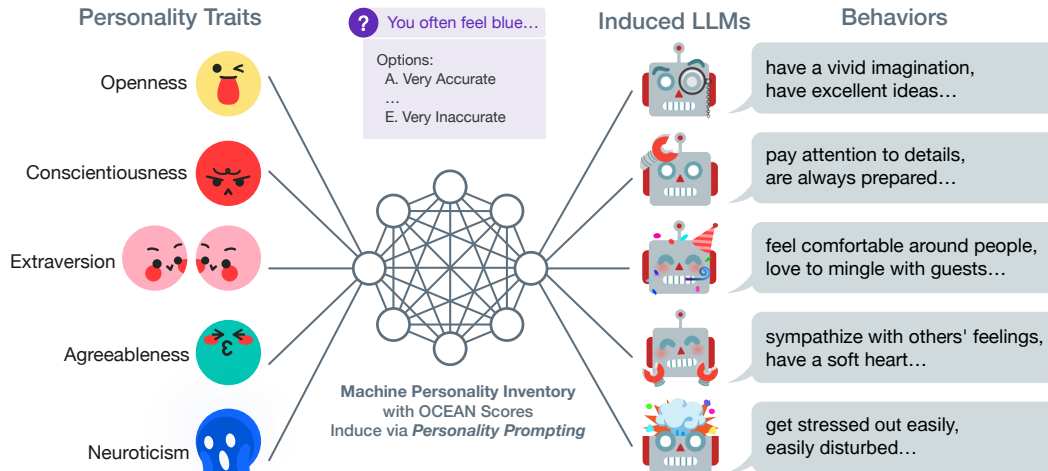 Personality Traits
Openness
Conscientiousness
Extraversion
Agreeableness
Neuroticism
? You often feel blue…
Options:
A. Very Accurate
…
E. Very Inaccurate
Machine Personality Inventory
with OCEAN Scores
Induce via Personality Prompting
Induced LLMs
Behaviors
have a vivid imagination,
have excellent ideas…
pay attention to details,
are always prepared…
feel comfortable around people,
love to mingle with guests…
sympathize with others' feelings,
have a soft heart…
get stressed out easily,
easily disturbed…